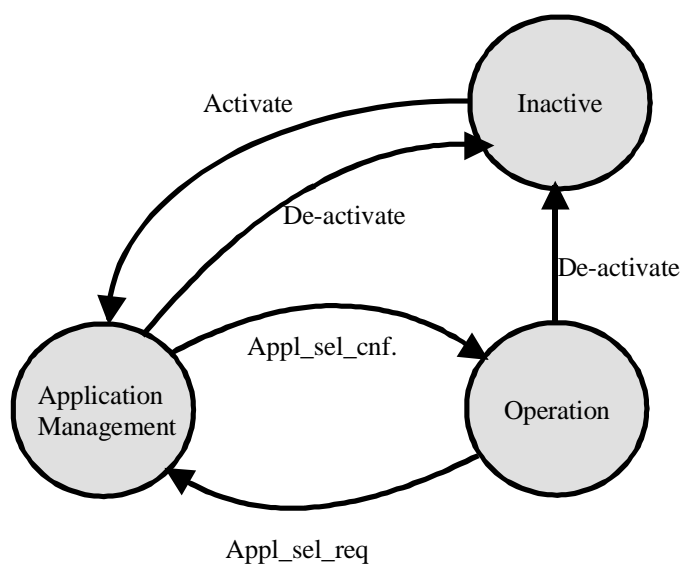 Inactive
Activate
De-activate
De-activate
Appl_sel_cnf.
Application
Management
Operation
Appl_sel_req